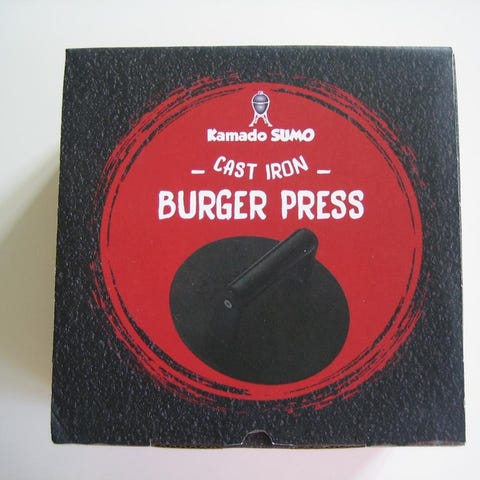 Kamado SUMO
– CAST IRON –
BURGER PRESS